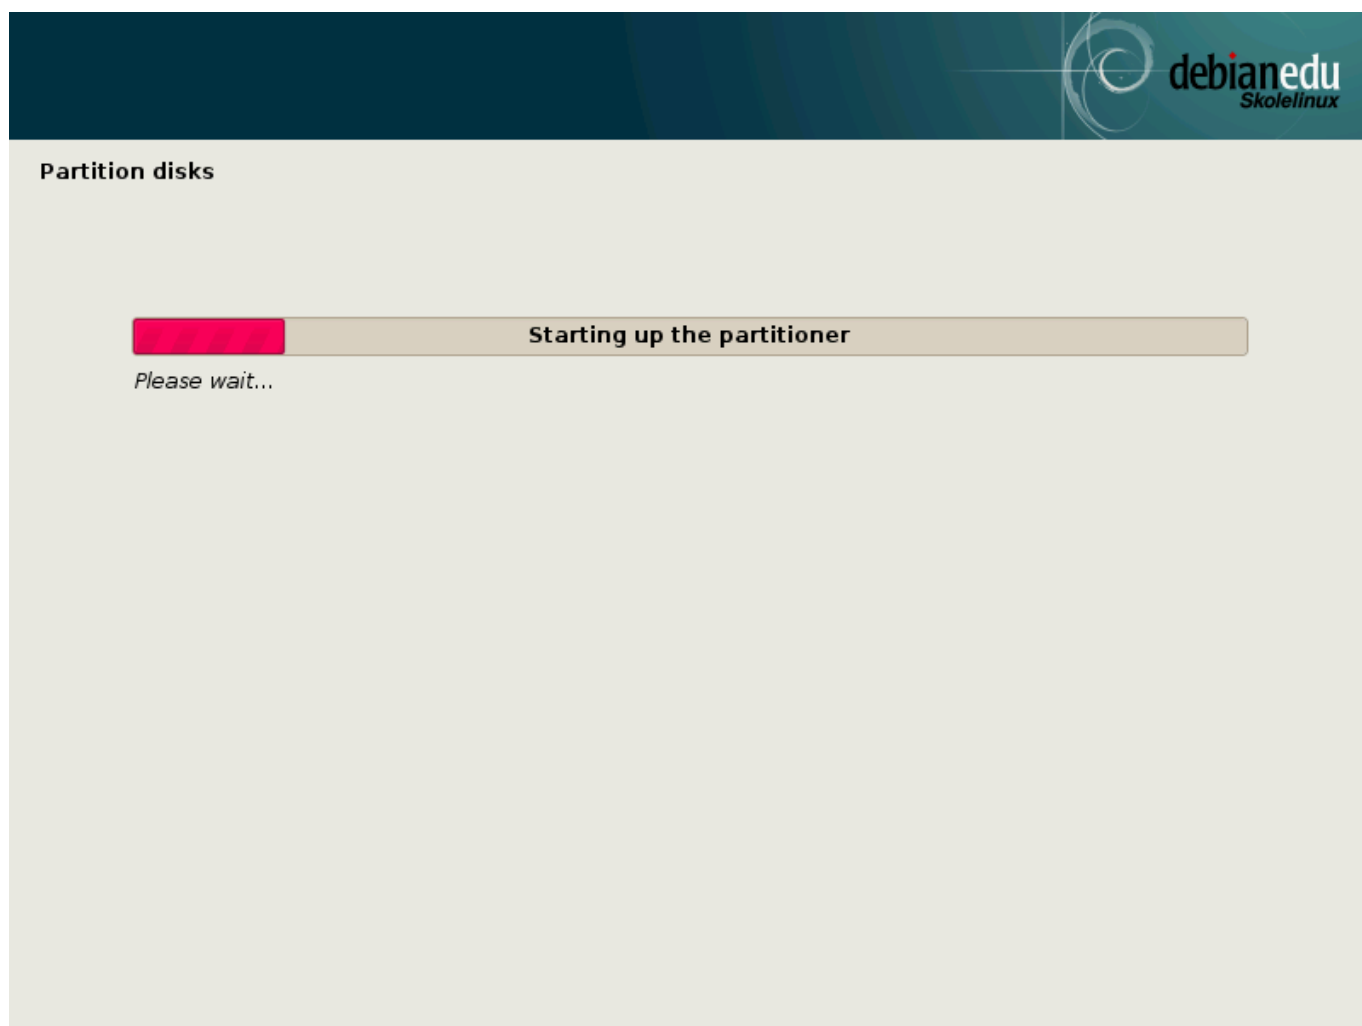 debianedu
Skolelinux
Partition disks
Starting up the partitioner
Please wait...